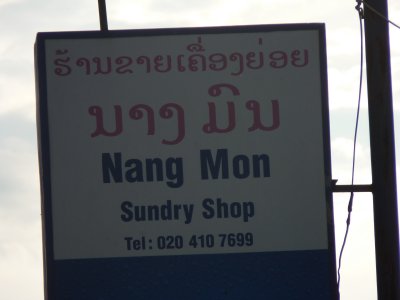 ຮ້ານຂາຍເຄື່ອງຍ່ອຍ
ນາງ ມົນ
Nang Mon
Sundry Shop
Tel: 020 410 7699